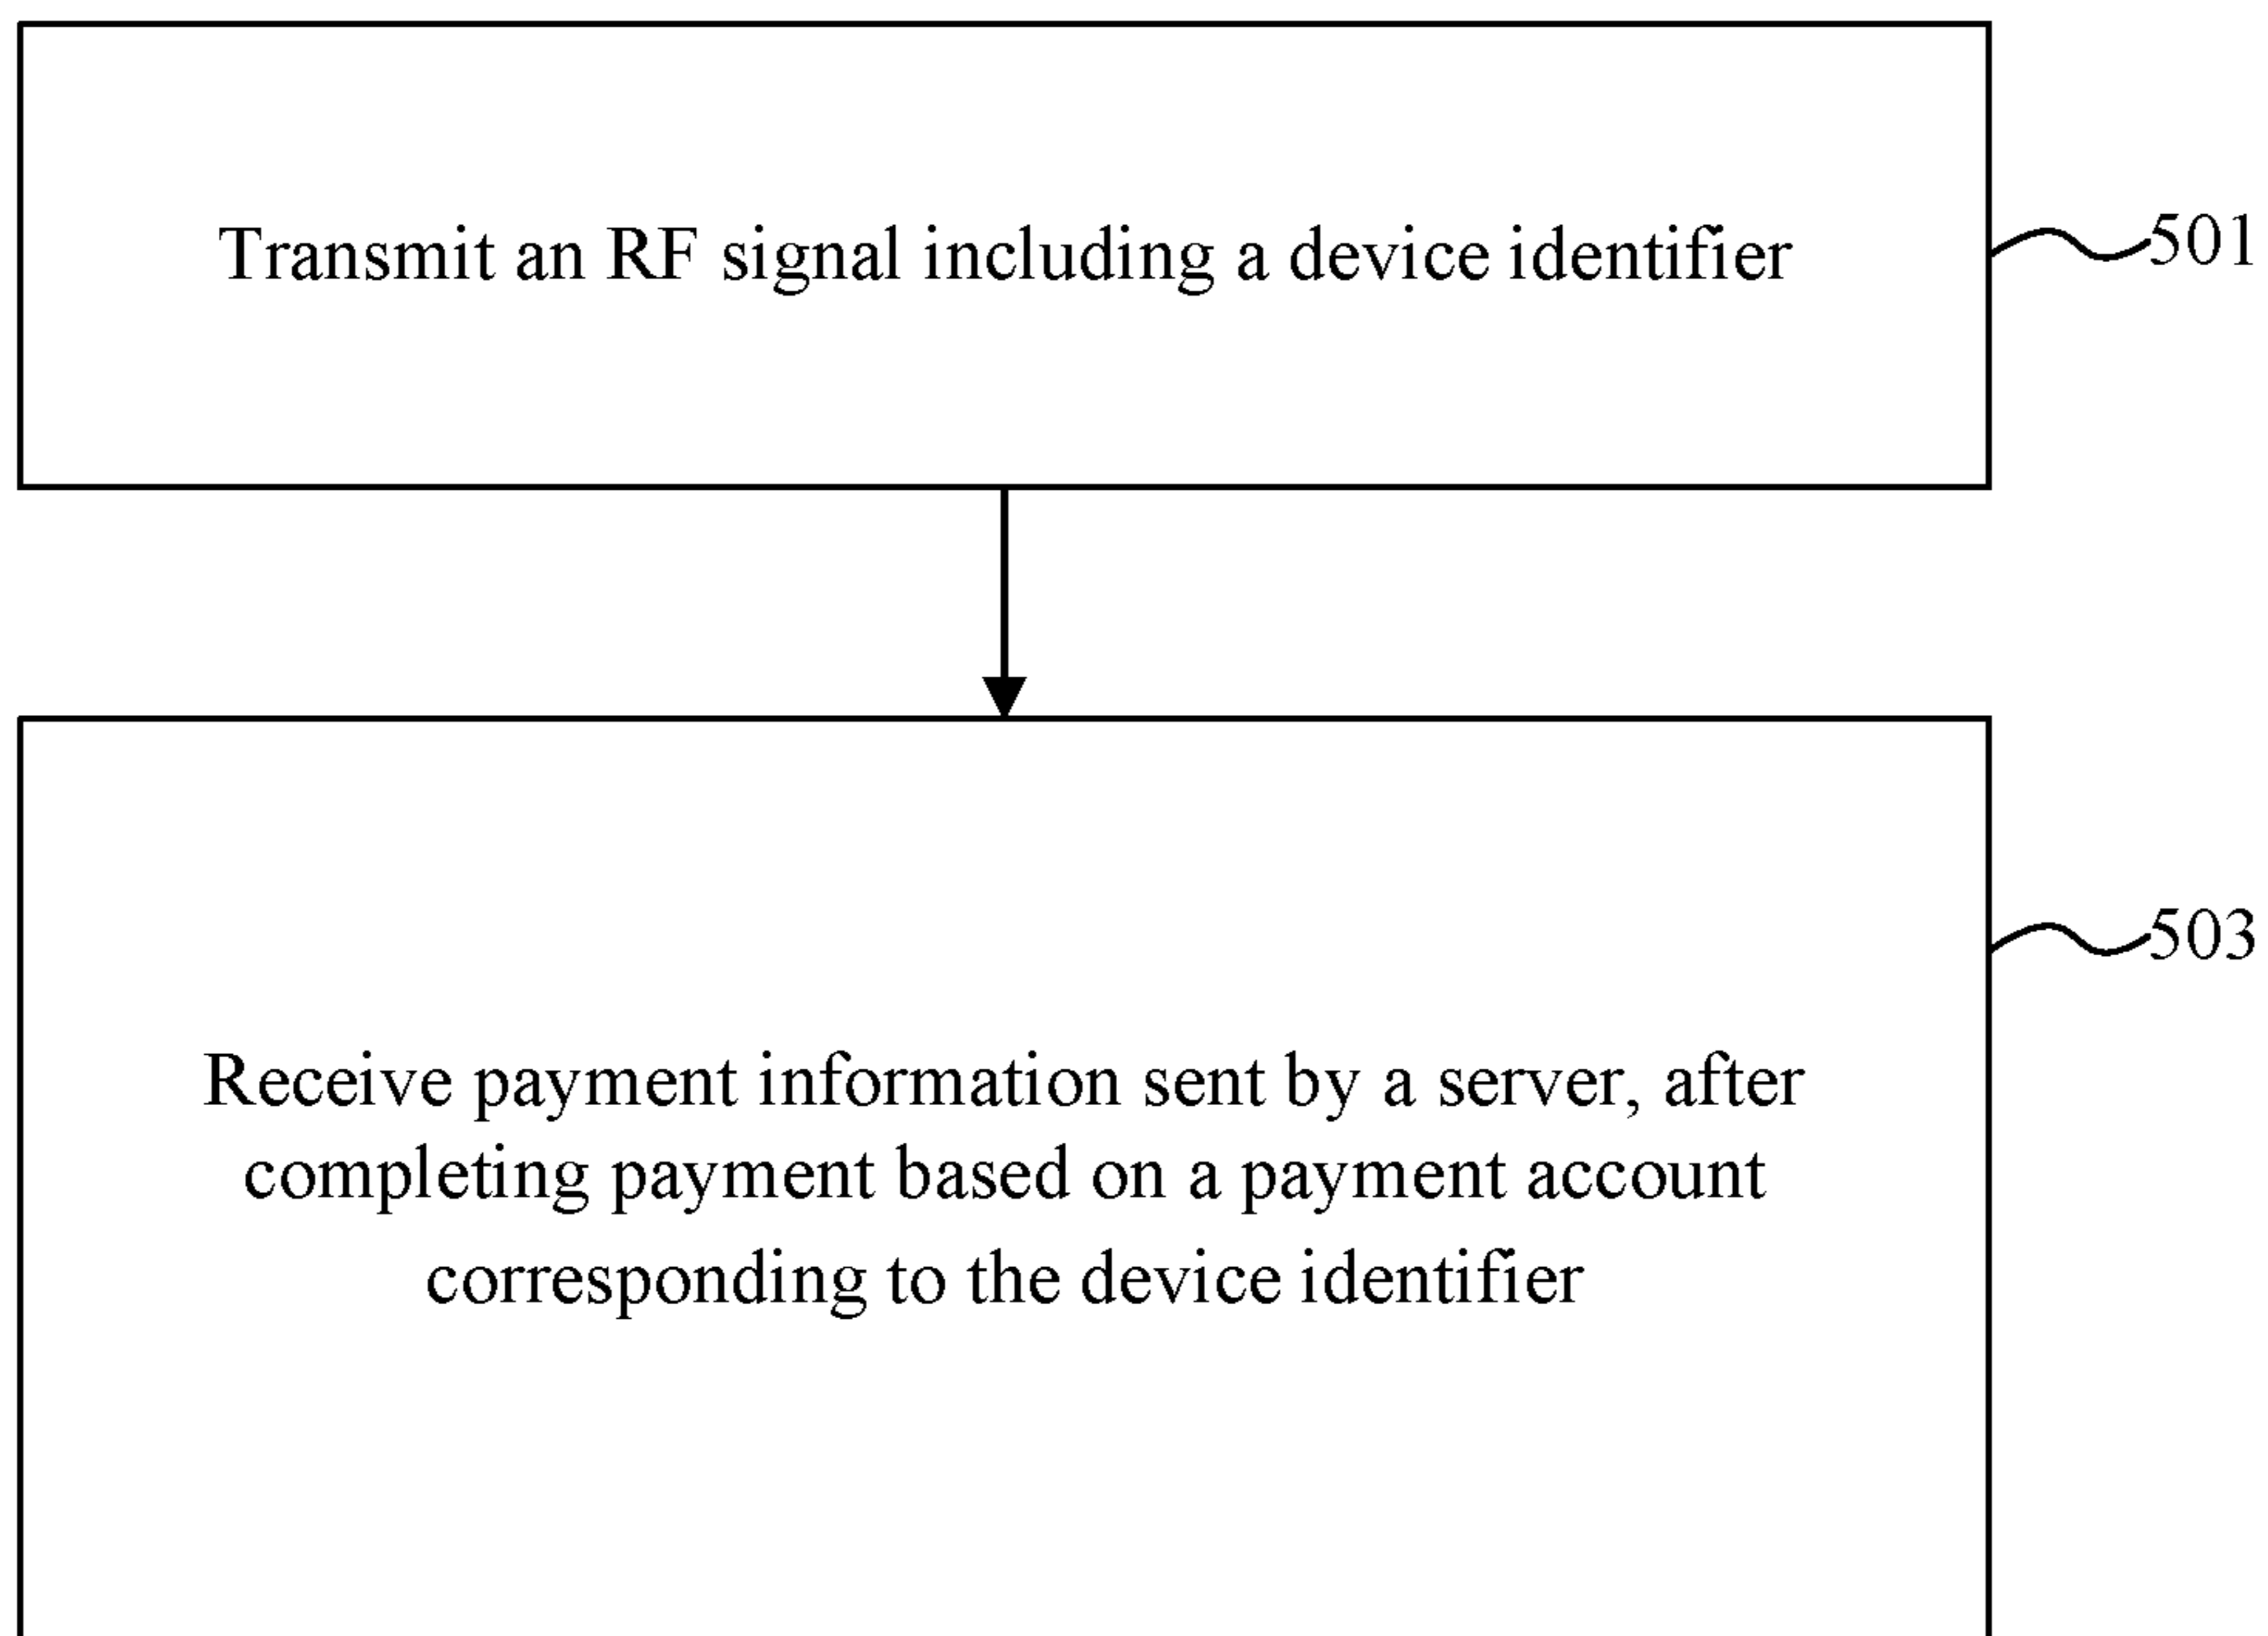 Transmit an RF signal including a device identifier
501
503
Receive payment information sent by a server, after
completing payment based on a payment account
corresponding to the device identifier